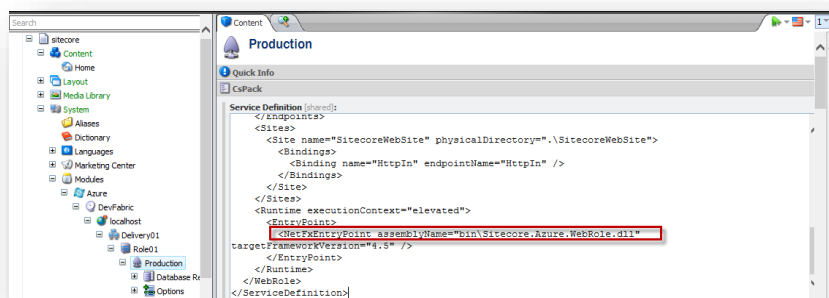 Search
sitecore
Content
Home
Layout
Media Library
System
Aliases
Dictionary
Languages
Marketing Center
Modules
Azure
DevFabric
localhost
Delivery01
Role01
Production
Database Re
Options
Content
1
Production
Quick Info
CsPack
Service Definition [shared]:
</Endpoints>
<Sites>
<Site name="SitecoreWebSite" physicalDirectory=".\SitecoreWebSite">
<Bindings>
<Binding name="HttpIn" endpointName="HttpIn" />
</Bindings>
</Site>
</Sites>
<Runtime executionContext="elevated">
<EntryPoint>
<NetFxEntryPoint assemblyName="bin\Sitecore.Azure.WebRole.dll"
targetFrameworkVersion="4.5" />
</EntryPoint>
</Runtime>
</WebRole>
</ServiceDefinition>